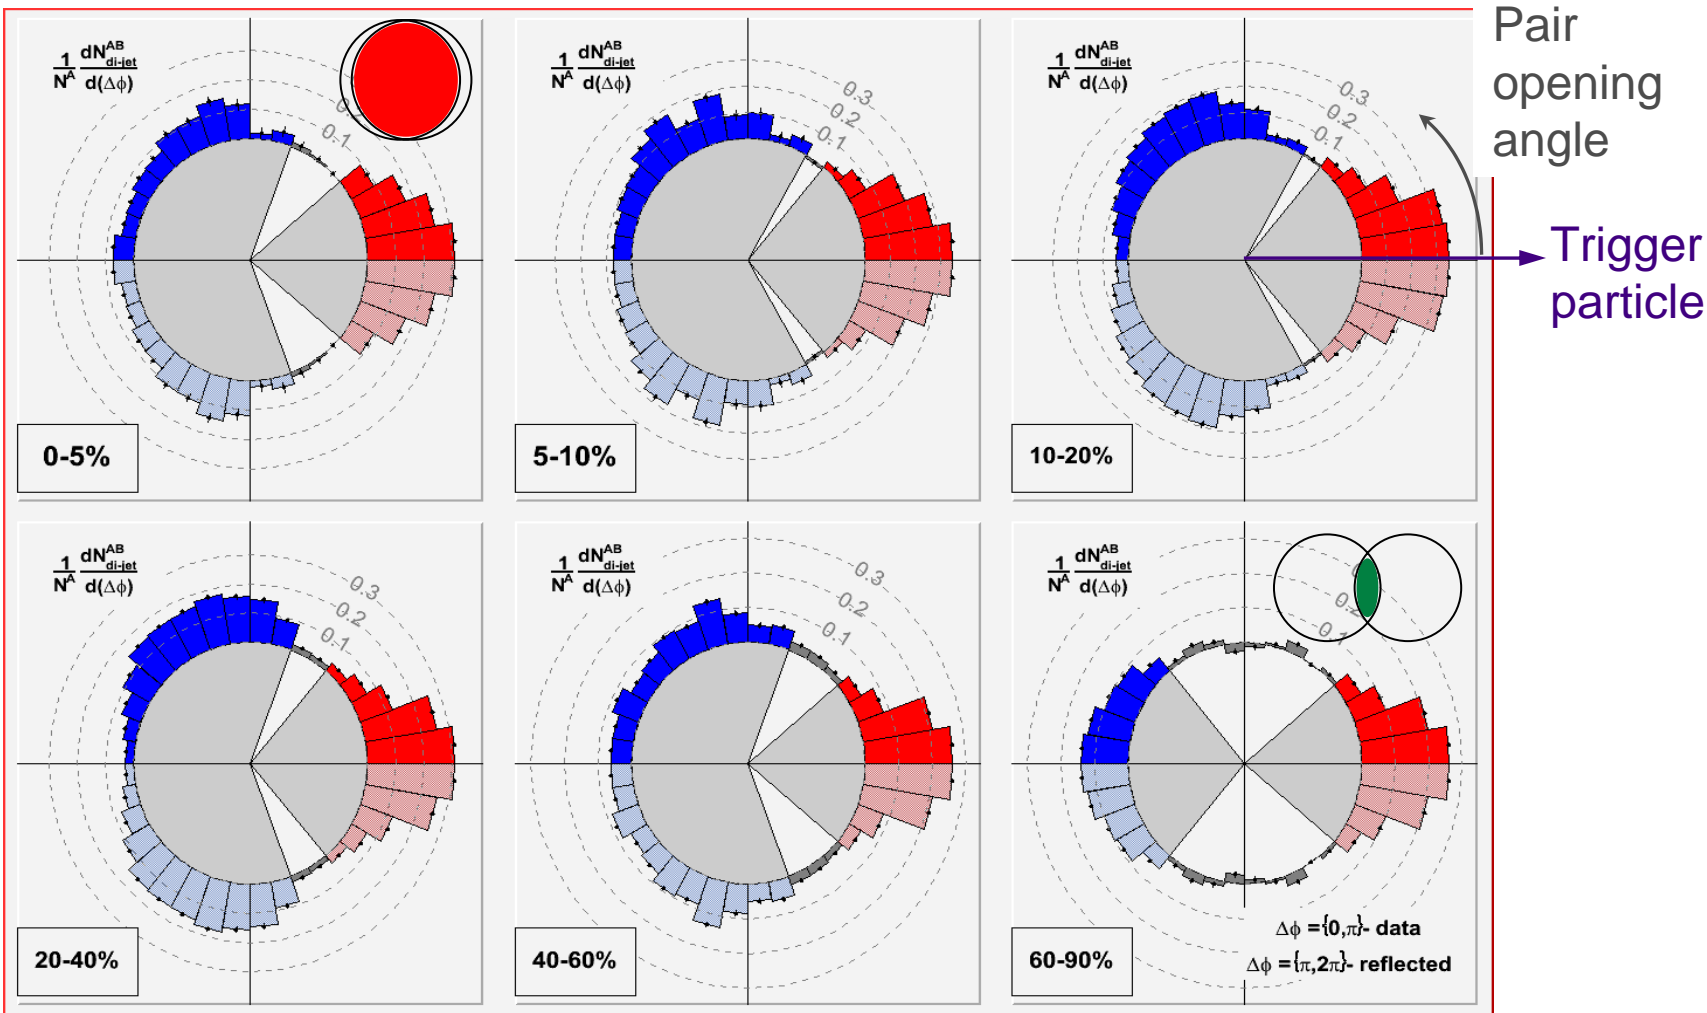 Pair
opening
angle
Trigger
particle
1 dN^AB_di-jet
N^A d(Δϕ)
0.1
0-5%
1 dN^AB_di-jet
N^A d(Δϕ)
0.3
0.2
0.1
5-10%
1 dN^AB_di-jet
N^A d(Δϕ)
0.3
0.2
0.1
10-20%
1 dN^AB_di-jet
N^A d(Δϕ)
0.3
0.2
0.1
20-40%
1 dN^AB_di-jet
N^A d(Δϕ)
0.3
0.2
0.1
40-60%
1 dN^AB_di-jet
N^A d(Δϕ)
0.2
0.1
60-90%
Δϕ ={0,π}- data
Δϕ ={π,2π}- reflected